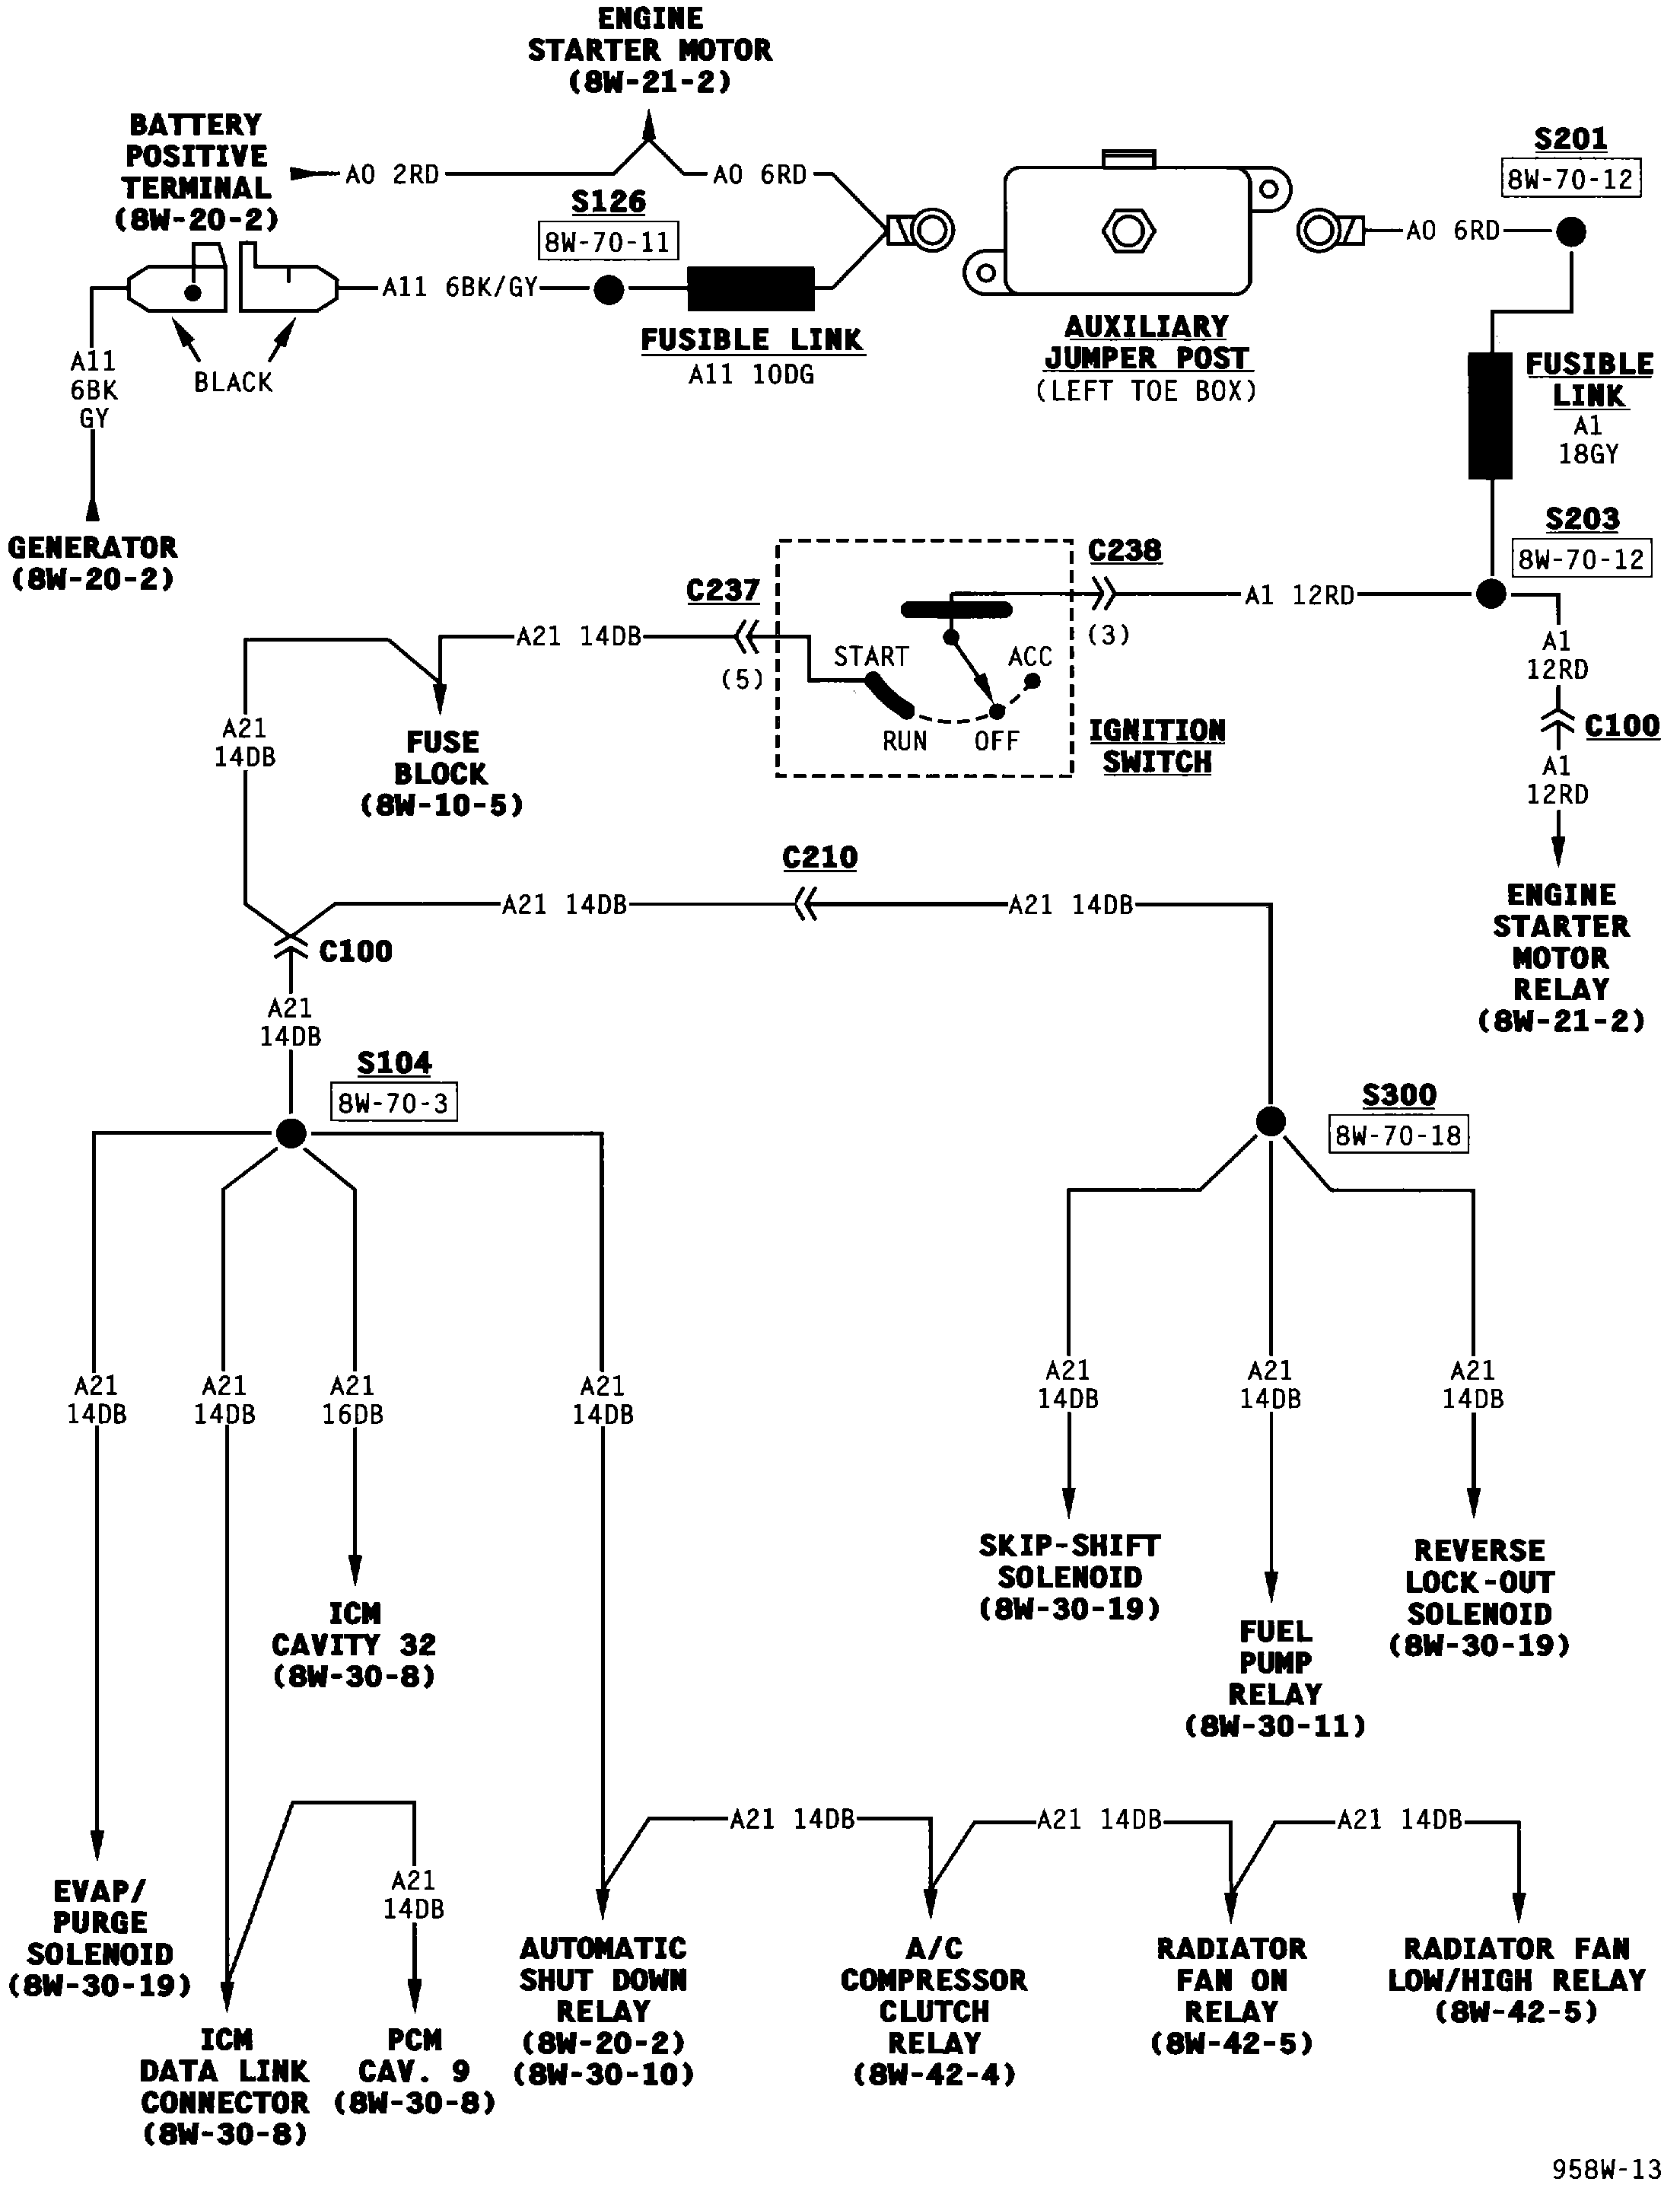 ENGINE
STARTER MOTOR
(8W-21-2)
BATTERY
POSITIVE
TERMINAL
(8W-20-2)
A0 2RD
A0 6RD
S126
8W-70-11
S201
8W-70-12
A0 6RD
A11 6BK/GY
FUSIBLE LINK
A11 10DG
AUXILIARY
JUMPER POST
(LEFT TOE BOX)
BLACK
A11
6BK
GY
GENERATOR
(8W-20-2)
FUSIBLE
LINK
A1
18GY
S203
8W-70-12
C238
A1 12RD
(3)
C237
A21 14DB
(5)
START
ACC
RUN
OFF
IGNITION
SWITCH
A1
12RD
C100
A1
12RD
ENGINE
STARTER
MOTOR
RELAY
(8W-21-2)
A21
14DB
FUSE
BLOCK
(8W-10-5)
C210
A21 14DB
A21 14DB
C100
A21
14DB
S104
8W-70-3
S300
8W-70-18
A21
14DB
A21
14DB
A21
16DB
A21
14DB
A21
14DB
A21
14DB
A21
14DB
SKIP-SHIFT
SOLENOID
(8W-30-19)
FUEL
PUMP
RELAY
(8W-30-11)
REVERSE
LOCK-OUT
SOLENOID
(8W-30-19)
ICM
CAVITY 32
(8W-30-8)
A21 14DB
A21 14DB
A21 14DB
A21
14DB
EVAP/
PURGE
SOLENOID
(8W-30-19)
ICM
DATA LINK
CONNECTOR
(8W-30-8)
PCM
CAV. 9
(8W-30-8)
AUTOMATIC
SHUT DOWN
RELAY
(8W-20-2)
(8W-30-10)
A/C
COMPRESSOR
CLUTCH
RELAY
(8W-42-4)
RADIATOR
FAN ON
RELAY
(8W-42-5)
RADIATOR FAN
LOW/HIGH RELAY
(8W-42-5)
958W-13